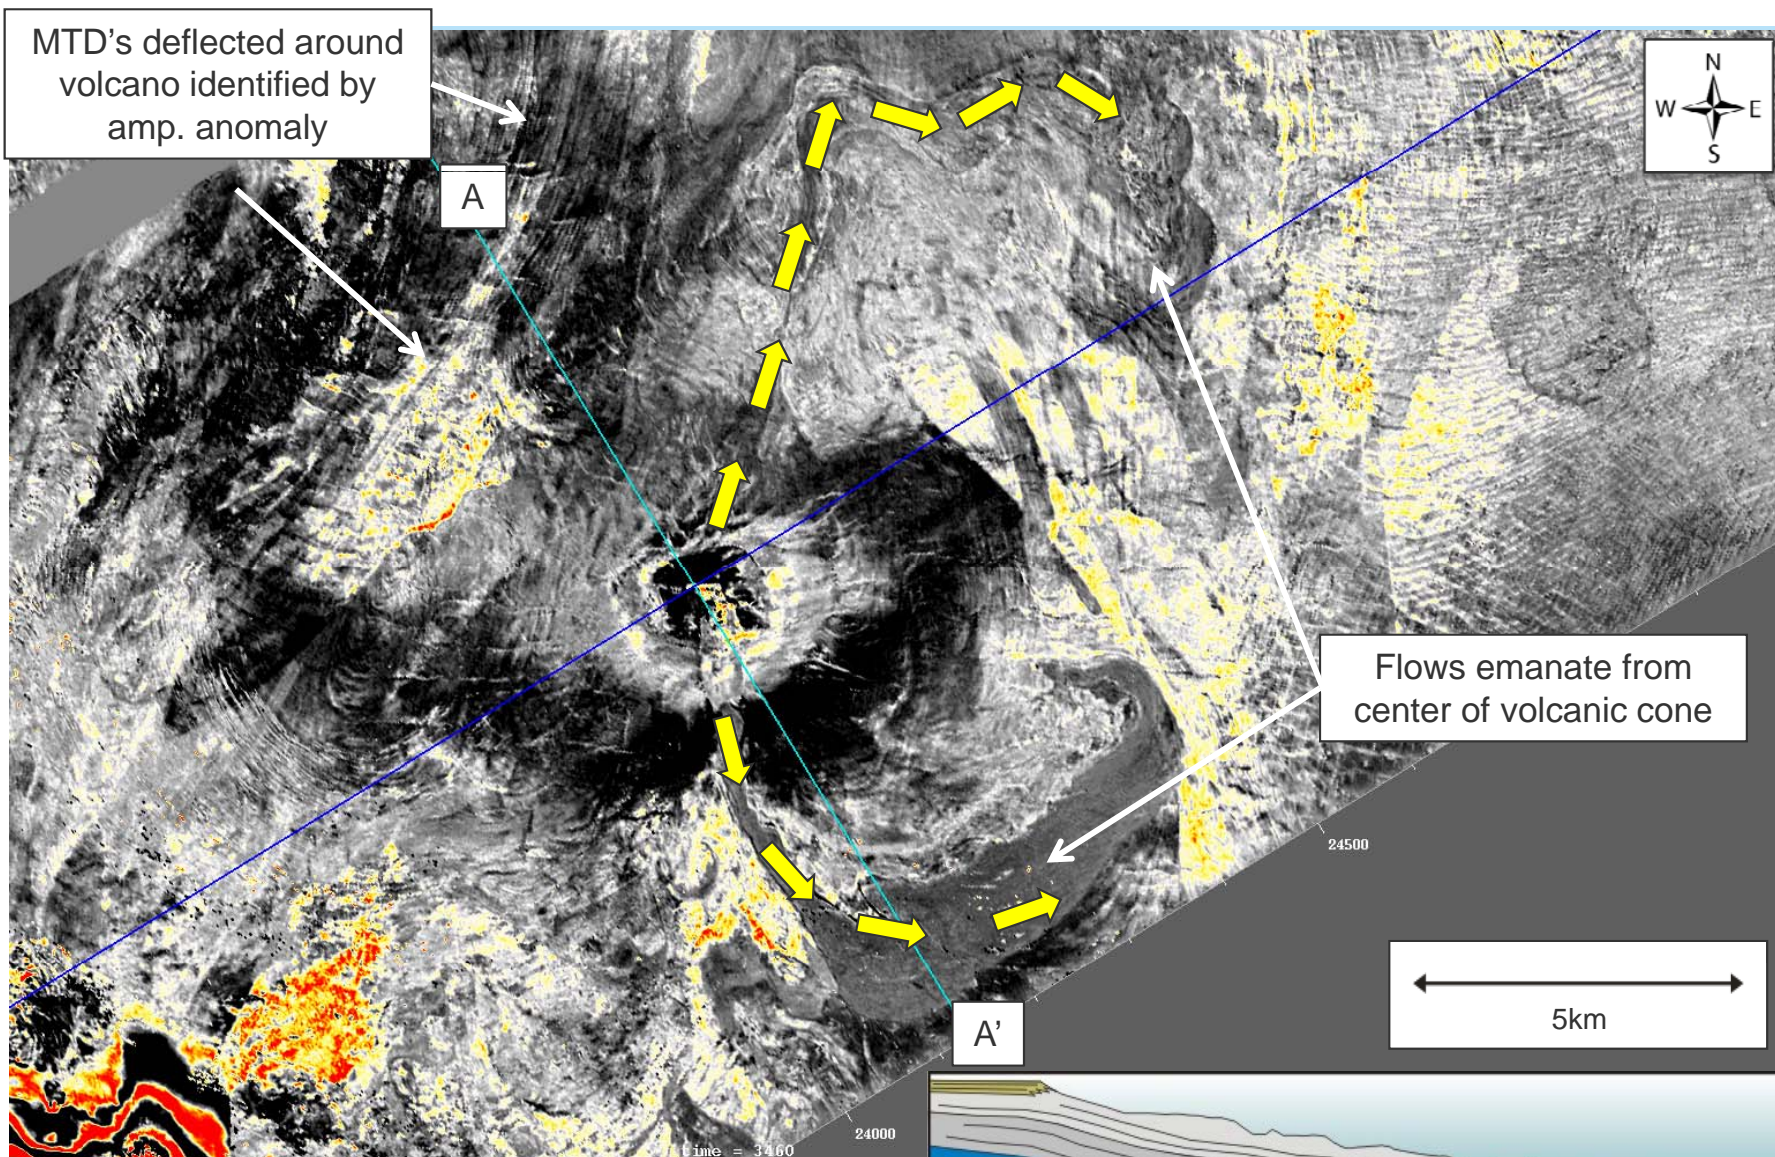 MTD's deflected around
volcano identified by
amp. anomaly
N
W
E
S
A
Flows emanate from
center of volcanic cone
24500
5km
A'
24000
time = 3460